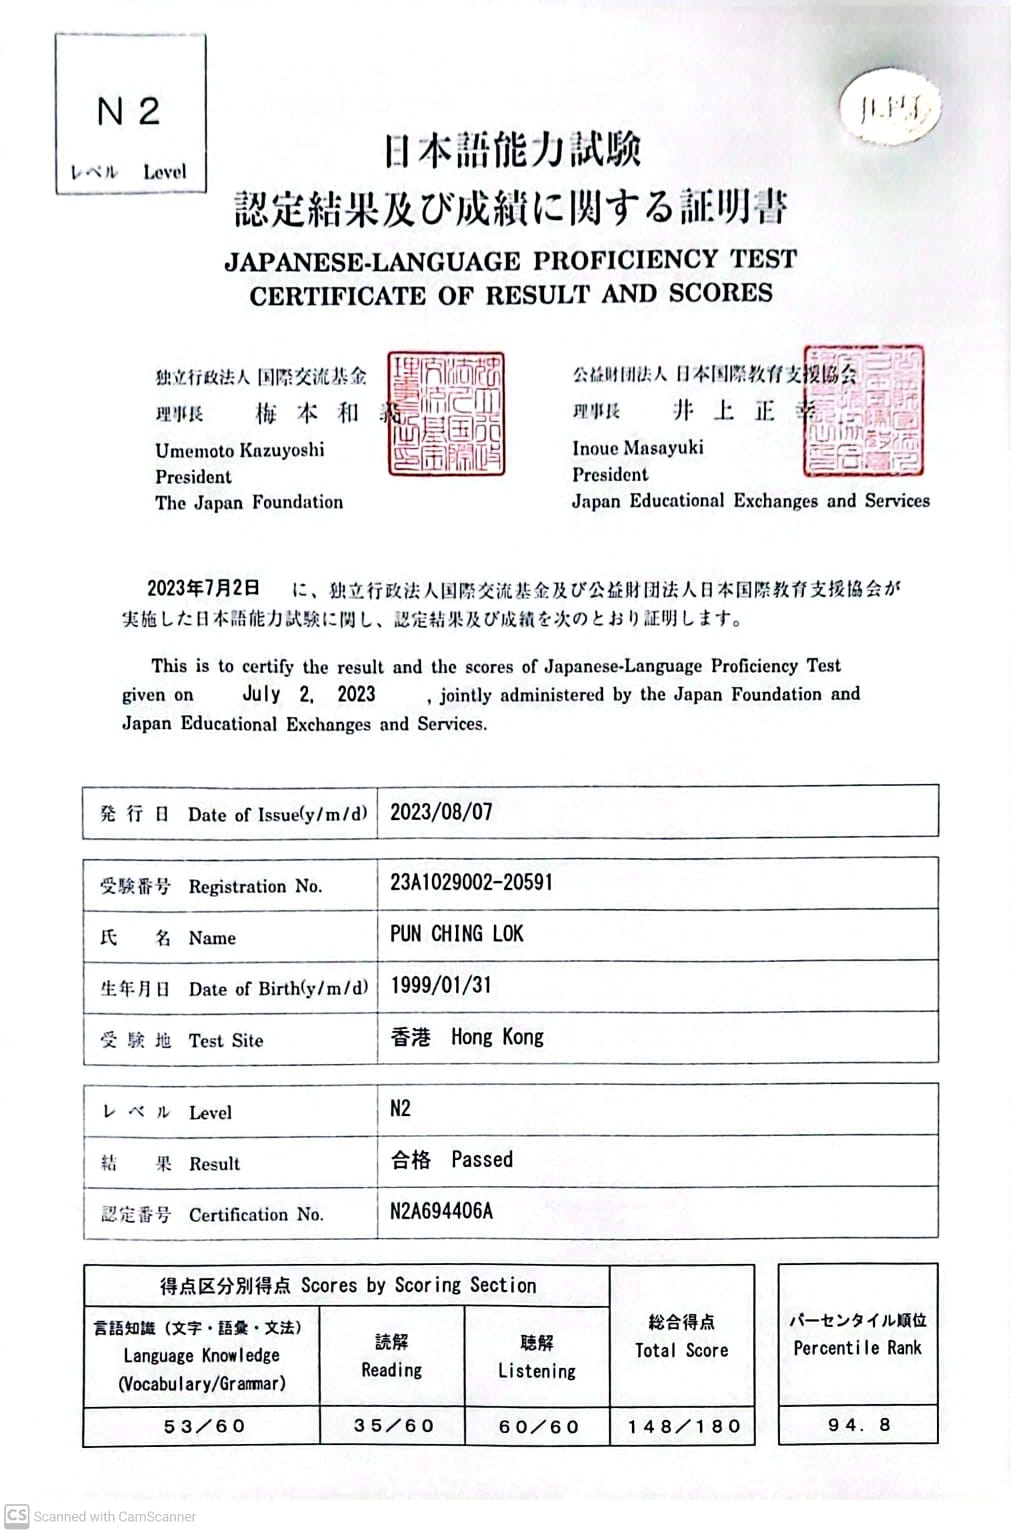 N2
レベル Level
JLPT
日本語能力試験
認定結果及び成績に関する証明書
JAPANESE-LANGUAGE PROFICIENCY TEST
CERTIFICATE OF RESULT AND SCORES
独立行政法人 国際交流基金
理事長 梅本和義
Umemoto Kazuyoshi
President
The Japan Foundation
公益財団法人 日本国際教育支援協会
理事長 井上正幸
Inoue Masayuki
President
Japan Educational Exchanges and Services
2023年7月2日 に、独立行政法人国際交流基金及び公益財団法人日本国際教育支援協会が
実施した日本語能力試験に関し、認定結果及び成績を次のとおり証明します。
This is to certify the result and the scores of Japanese-Language Proficiency Test
given on July 2, 2023 , jointly administered by the Japan Foundation and
Japan Educational Exchanges and Services.
発行日 Date of Issue(y/m/d) 2023/08/07
受験番号 Registration No. 23A1029002-20591
氏名 Name PUN CHING LOK
生年月日 Date of Birth(y/m/d) 1999/01/31
受験地 Test Site 香港 Hong Kong
レベル Level N2
結果 Result 合格 Passed
認定番号 Certification No. N2A694406A
得点区分別得点 Scores by Scoring Section
言語知識（文字・語彙・文法）
Language Knowledge
(Vocabulary/Grammar)
読解
Reading
聴解
Listening
総合得点
Total Score
パーセンタイル順位
Percentile Rank
53/60 35/60 60/60 148/180 94.8
CS Scanned with CamScanner